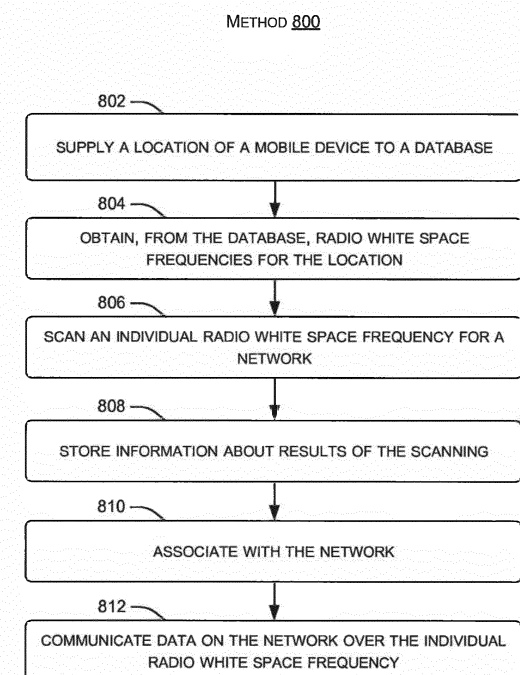 METHOD 800
802
SUPPLY A LOCATION OF A MOBILE DEVICE TO A DATABASE
804
OBTAIN, FROM THE DATABASE, RADIO WHITE SPACE
FREQUENCIES FOR THE LOCATION
806
SCAN AN INDIVIDUAL RADIO WHITE SPACE FREQUENCY FOR A
NETWORK
808
STORE INFORMATION ABOUT RESULTS OF THE SCANNING
810
ASSOCIATE WITH THE NETWORK
812
COMMUNICATE DATA ON THE NETWORK OVER THE INDIVIDUAL
RADIO WHITE SPACE FREQUENCY